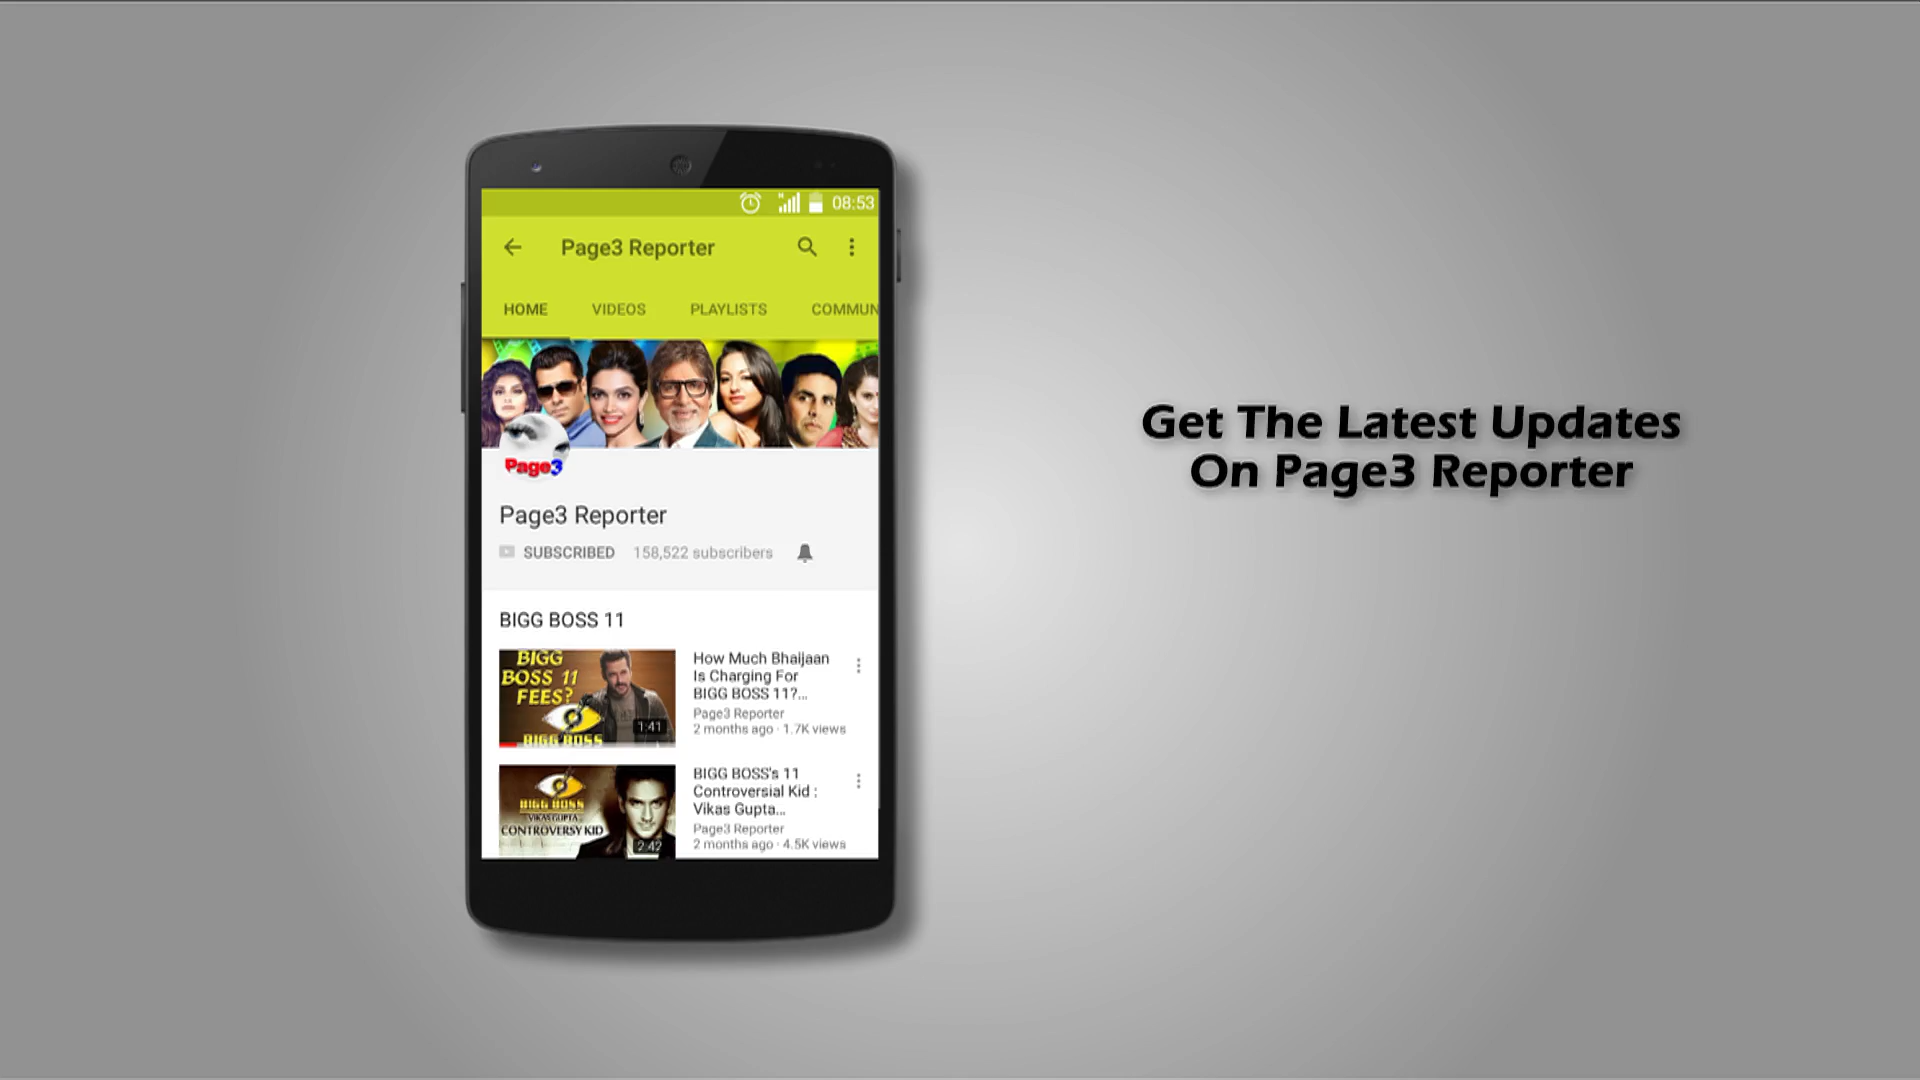 H
08:53
Page3 Reporter
HOME VIDEOS PLAYLISTS COMMUN
Page3
Page3 Reporter
SUBSCRIBED 158,522 subscribers
BIGG BOSS 11
BIGG
BOSS 11
FEES?
BIGG BOSS
1:41
How Much Bhaijaan
Is Charging For
BIGG BOSS 11?...
Page3 Reporter
2 months ago · 1.7K views
BIGG BOSS
VIKAS GUPTA
CONTROVERSY KID
2:42
BIGG BOSS's 11
Controversial Kid :
Vikas Gupta...
Page3 Reporter
2 months ago · 4.5K views
Get The Latest Updates
On Page3 Reporter